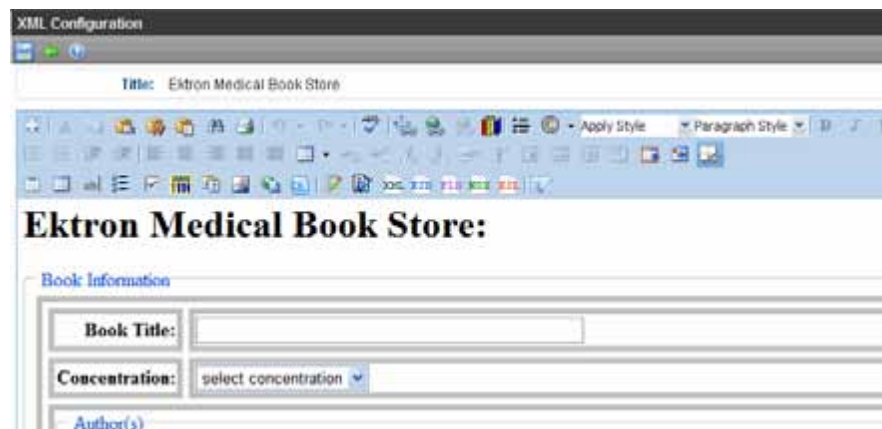 XML Configuration
Title: Ektron Medical Book Store
Apply Style Paragraph Style
Ektron Medical Book Store:
Book Information
Book Title:
Concentration: select concentration
Author(s)